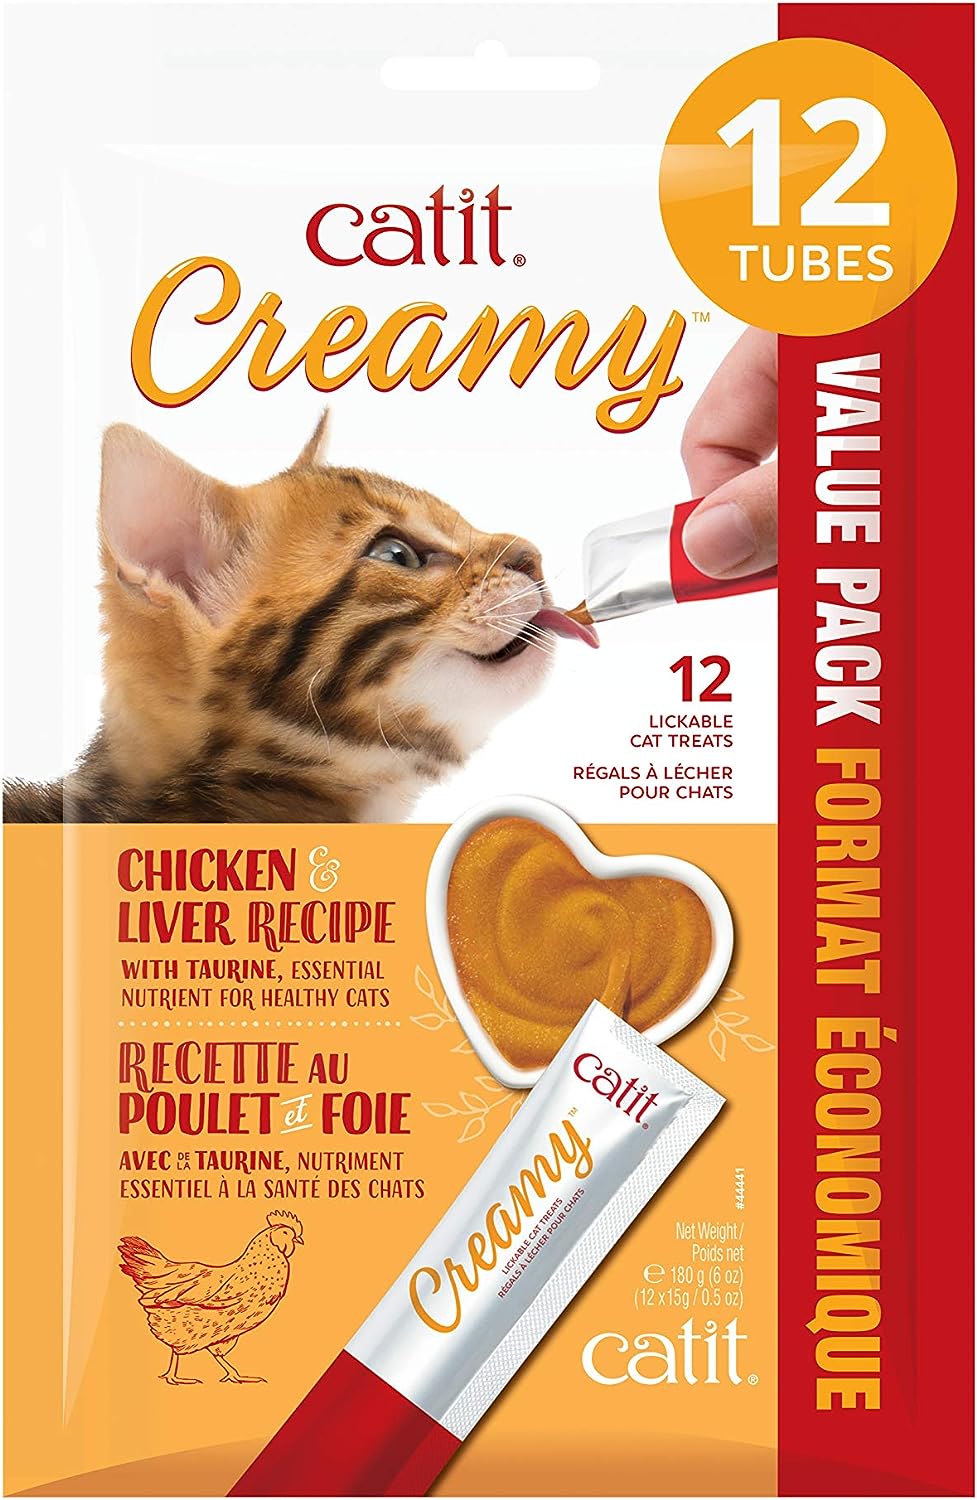 12
TUBES
catit®
Creamy™
VALUE PACK FORMAT ÉCONOMIQUE
12
LICKABLE
CAT TREATS
RÉGALS À LÉCHER
POUR CHATS
CHICKEN &
LIVER RECIPE
WITH TAURINE, ESSENTIAL
NUTRIENT FOR HEALTHY CATS
RECETTE AU
POULET et FOIE
AVEC DE LA TAURINE, NUTRIMENT
ESSENTIEL À LA SANTÉ DES CHATS
catit®
Creamy™
LICKABLE CAT TREATS
RÉGALS À LÉCHER POUR CHATS
#44441
Net Weight/
Poids net
℮ 180 g (6 oz)
(12 x 15g / 0.5 oz)
catit®